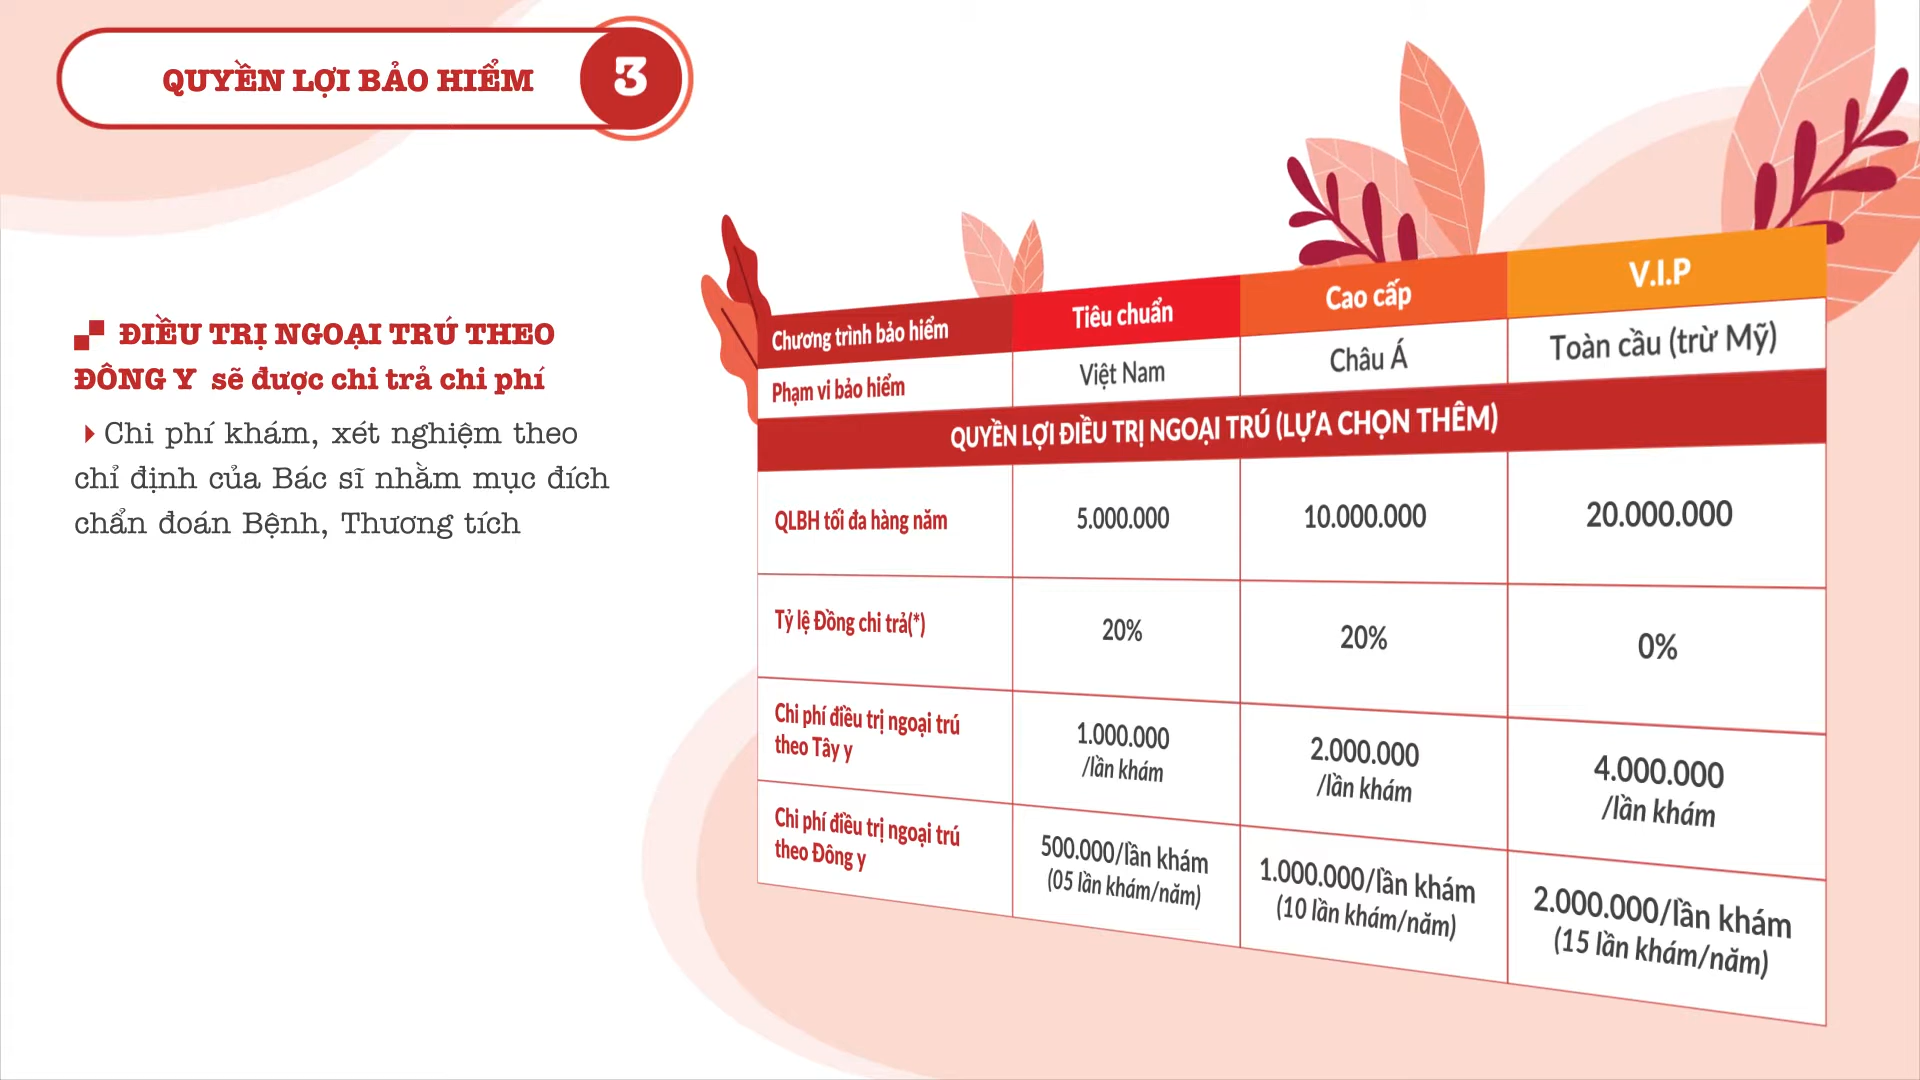 QUYỀN LỢI BẢO HIỂM
3
ĐIỀU TRỊ NGOẠI TRÚ THEO
ĐÔNG Y sẽ được chi trả chi phí
Chi phí khám, xét nghiệm theo
chỉ định của Bác sĩ nhằm mục đích
chẩn đoán Bệnh, Thương tích
Chương trình bảo hiểm
Tiêu chuẩn
Cao cấp
V.I.P
Phạm vi bảo hiểm
Việt Nam
Châu Á
Toàn cầu (trừ Mỹ)
QUYỀN LỢI ĐIỀU TRỊ NGOẠI TRÚ (LỰA CHỌN THÊM)
QLBH tối đa hàng năm
5.000.000
10.000.000
20.000.000
Tỷ lệ Đồng chi trả(*)
20%
20%
0%
Chi phí điều trị ngoại trú
theo Tây y
1.000.000
/lần khám
2.000.000
/lần khám
4.000.000
/lần khám
Chi phí điều trị ngoại trú
theo Đông y
500.000/lần khám
(05 lần khám/năm)
1.000.000/lần khám
(10 lần khám/năm)
2.000.000/lần khám
(15 lần khám/năm)